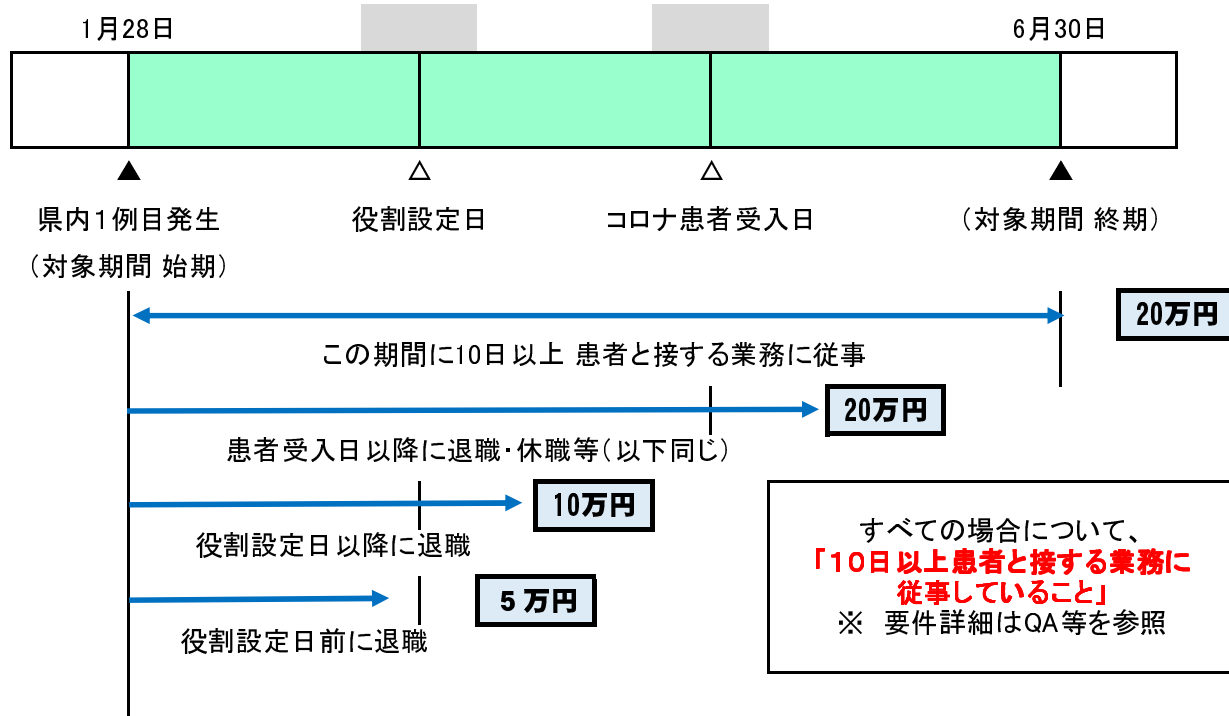 1月28日
6月30日
▲
△
△
▲
県内1例目発生
役割設定日
コロナ患者受入日
（対象期間 終期）
（対象期間 始期）
20万円
この期間に10日以上 患者と接する業務に従事
20万円
患者受入日以降に退職・休職等（以下同じ）
10万円
役割設定日以降に退職
５万円
役割設定日前に退職
すべての場合について、
「１０日以上患者と接する業務に
従事していること」
※　要件詳細はQA等を参照